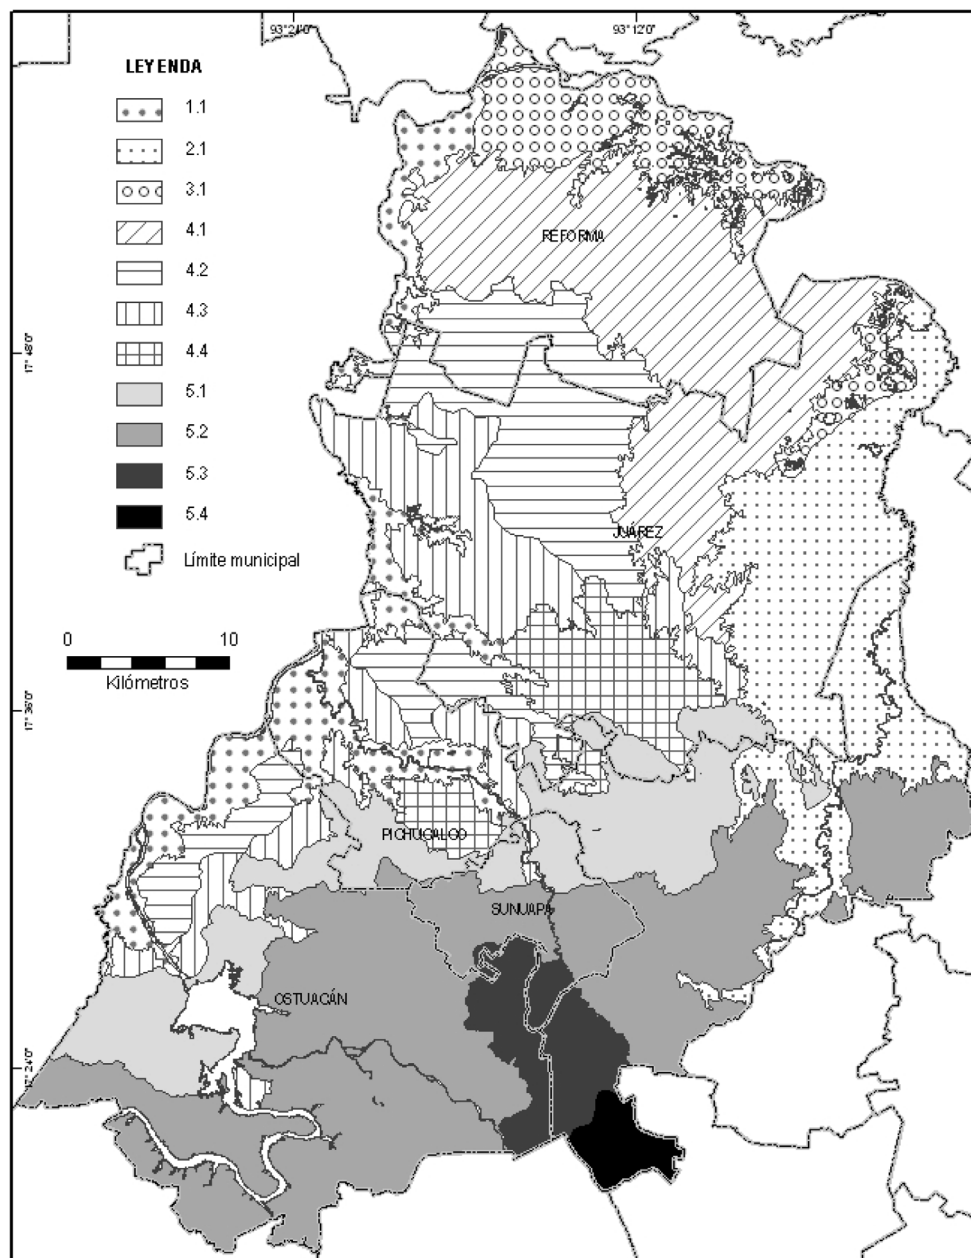 93°24'0" 93°12'0"
LEYENDA
1.1
2.1
3.1
4.1
4.2
4.3
4.4
5.1
5.2
5.3
5.4
Límite municipal
0 10
Kilómetros
17°48'0"
17°36'0"
17°24'0"
REFORMA
JUÁREZ
PICHUCALCO
SUNUAPA
OSTUACÁN